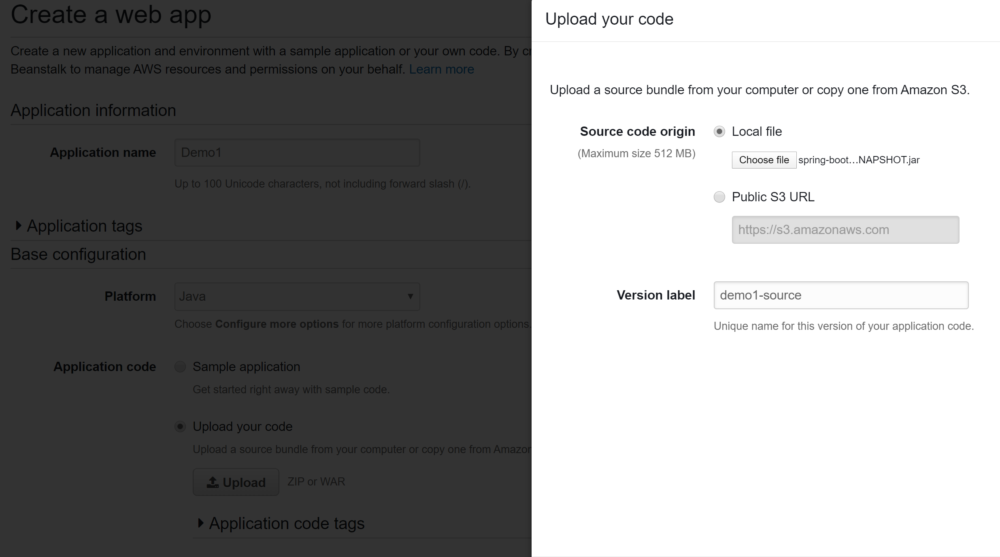 Create a web app
Create a new application and environment with a sample application or your own code. By cr
Beanstalk to manage AWS resources and permissions on your behalf. Learn more
Application information
Application name
Demo1
Up to 100 Unicode characters, not including forward slash (/).
Application tags
Base configuration
Platform
Java
Choose Configure more options for more platform configuration options.
Application code
Sample application
Get started right away with sample code.
Upload your code
Upload a source bundle from your computer or copy one from Amazon
Upload
ZIP or WAR
Application code tags
Upload your code
Upload a source bundle from your computer or copy one from Amazon S3.
Source code origin
(Maximum size 512 MB)
Local file
Choose file spring-boot…NAPSHOT.jar
Public S3 URL
https://s3.amazonaws.com
Version label
demo1-source
Unique name for this version of your application code.